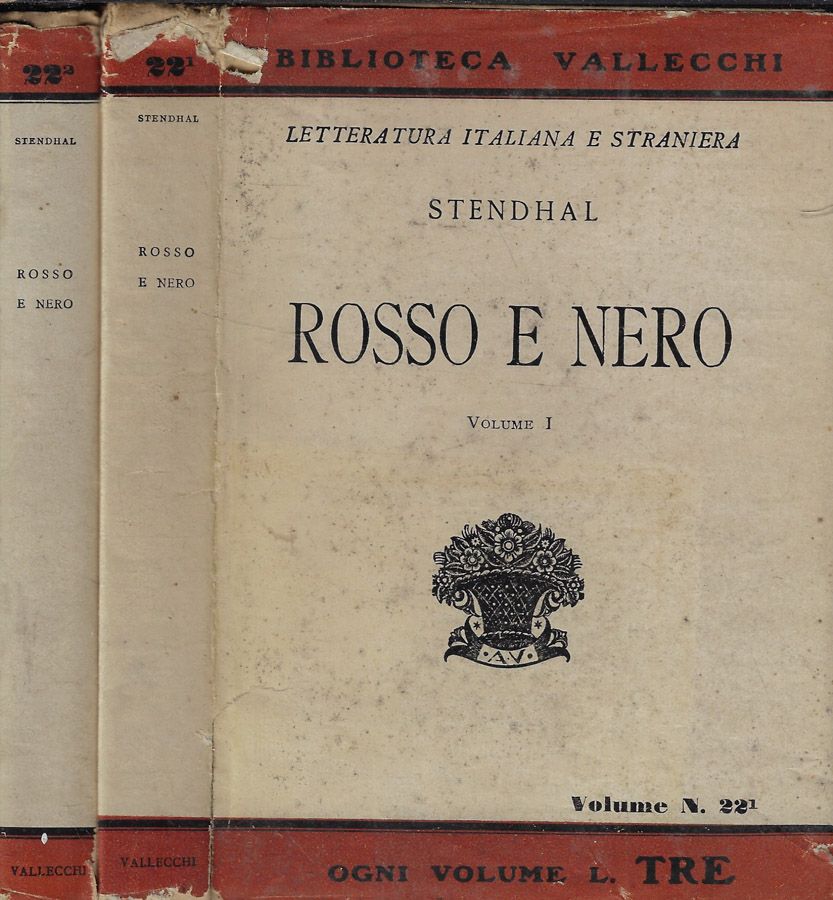 22²
STENDHAL
ROSSO
E NERO
VALLECCHI
22¹
STENDHAL
ROSSO
E NERO
VALLECCHI
BIBLIOTECA VALLECCHI
LETTERATURA ITALIANA E STRANIERA
STENDHAL
ROSSO E NERO
VOLUME I
·A·V·
Volume N. 22¹
OGNI VOLUME L. TRE